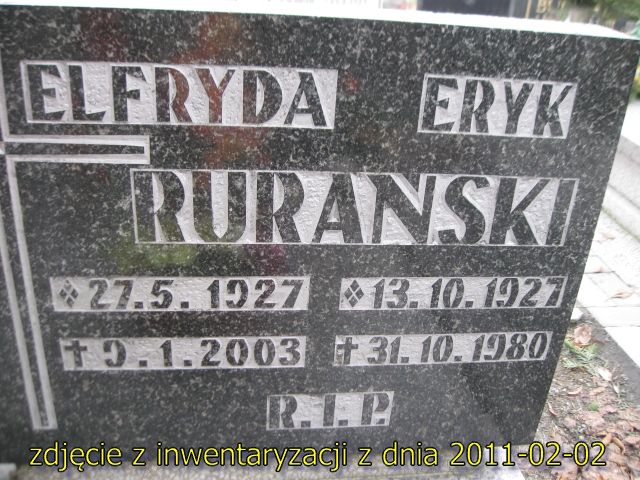 ELFRYDA ERYK
RURANSKI
27.5.1927 13.10.1927
9.1.2003 31.10.1980
R.I.P.
zdjęcie z inwentaryzacji z dnia 2011-02-02